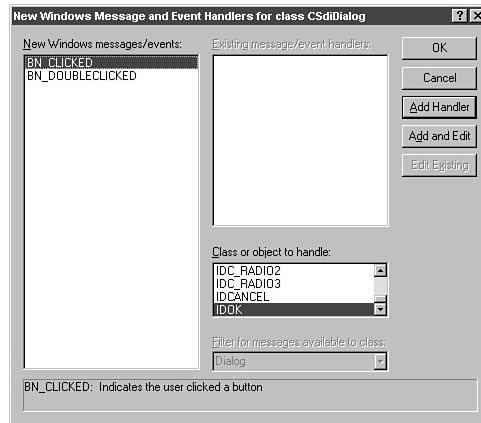 New Windows Message and Event Handlers for class CSdiDialog
New Windows messages/events:
BN_CLICKED
BN_DOUBLECLICKED
Existing message/event handlers:
OK
Cancel
Add Handler
Add and Edit
Edit Existing
Class or object to handle:
IDC_RADIO2
IDC_RADIO3
IDCANCEL
IDOK
Filter for messages available to class:
Dialog
BN_CLICKED: Indicates the user clicked a button